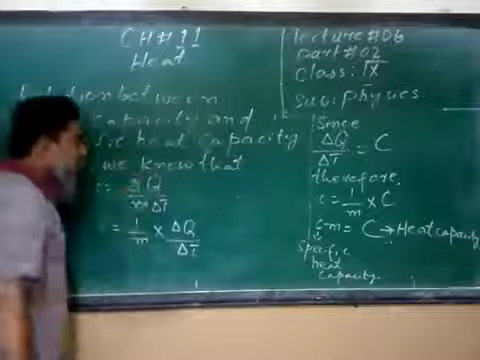 CH# 11
Heat
between
capacity and
heat capacity
we know that
= ΔQ / mΔT
= 1/m × ΔQ/ΔT
Lecture #06
Part #02
Class: IX
Sub: physics
Since
ΔQ/ΔT = C
therefore,
c = 1/m × C
cm = C → Heat capacity
Specific
heat
capacity.